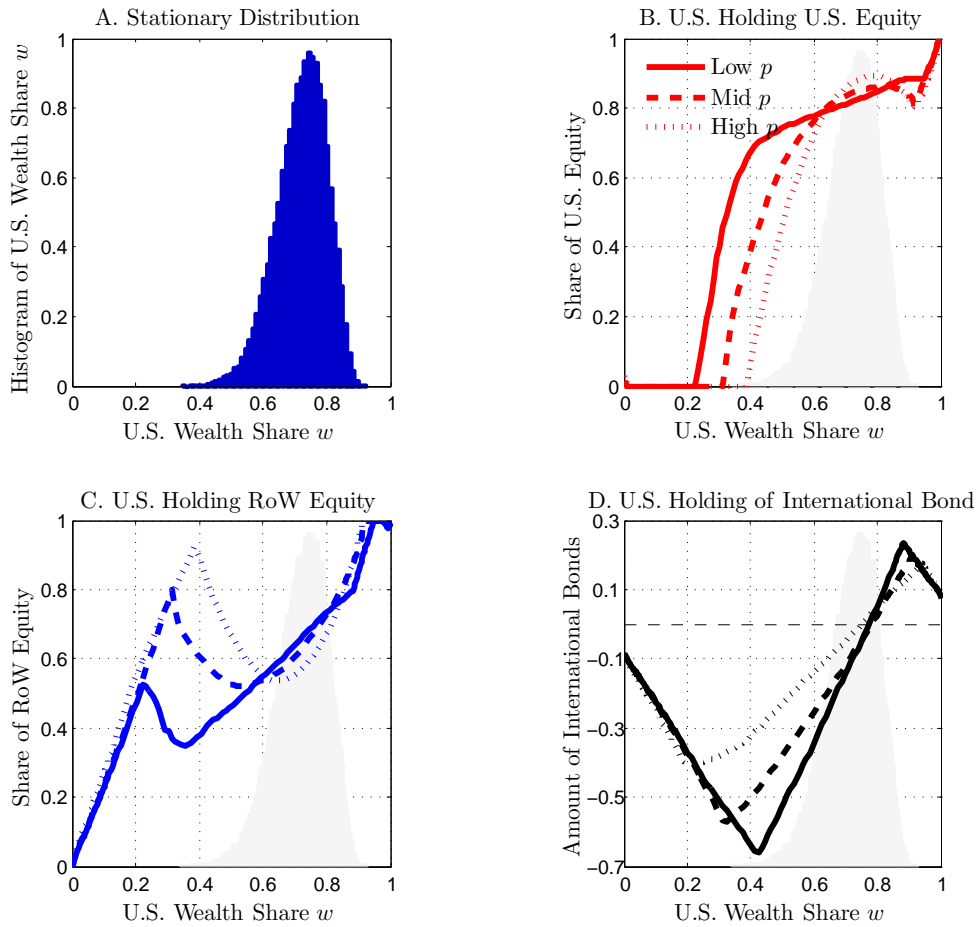 A. Stationary Distribution
Histogram of U.S. Wealth Share w
1
0.8
0.6
0.4
0.2
0
0 0.2 0.4 0.6 0.8 1
U.S. Wealth Share w
B. U.S. Holding U.S. Equity
Share of U.S. Equity
1
0.8
0.6
0.4
0.2
0
Low p
Mid p
High p
0 0.2 0.4 0.6 0.8 1
U.S. Wealth Share w
C. U.S. Holding RoW Equity
Share of RoW Equity
1
0.8
0.6
0.4
0.2
0
0 0.2 0.4 0.6 0.8 1
U.S. Wealth Share w
D. U.S. Holding of International Bond
Amount of International Bonds
0.3
0.1
−0.1
−0.3
−0.5
−0.7
0 0.2 0.4 0.6 0.8 1
U.S. Wealth Share w